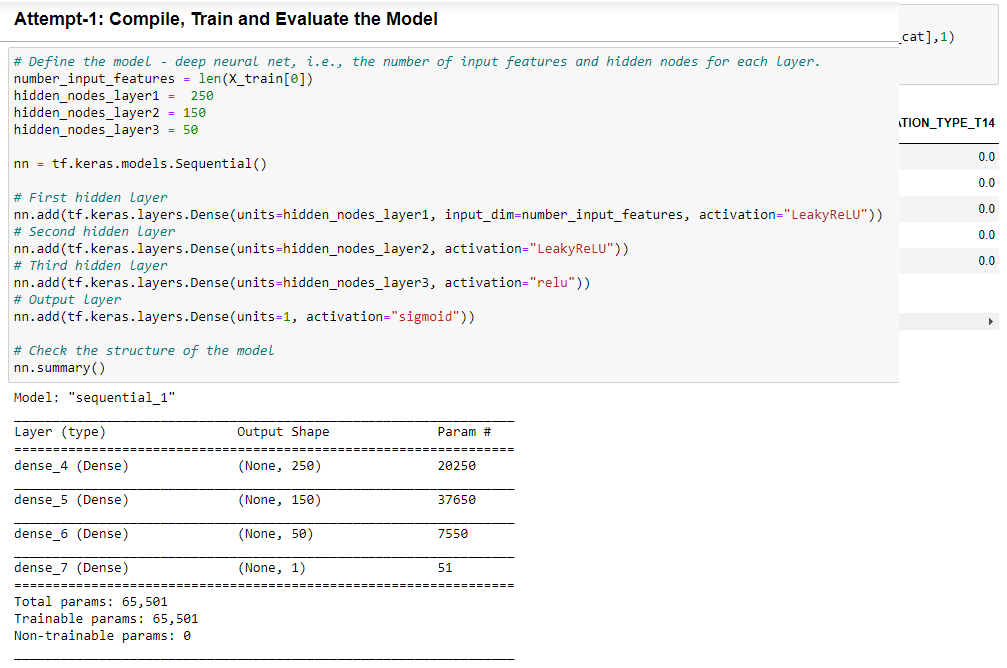 Attempt-1: Compile, Train and Evaluate the Model
_cat],1)
# Define the model - deep neural net, i.e., the number of input features and hidden nodes for each layer.
number_input_features = len(X_train[0])
hidden_nodes_layer1 =  250
hidden_nodes_layer2 = 150
hidden_nodes_layer3 = 50
nn = tf.keras.models.Sequential()
# First hidden layer
nn.add(tf.keras.layers.Dense(units=hidden_nodes_layer1, input_dim=number_input_features, activation="LeakyReLU"))
# Second hidden layer
nn.add(tf.keras.layers.Dense(units=hidden_nodes_layer2, activation="LeakyReLU"))
# Third hidden layer
nn.add(tf.keras.layers.Dense(units=hidden_nodes_layer3, activation="relu"))
# Output layer
nn.add(tf.keras.layers.Dense(units=1, activation="sigmoid"))
# Check the structure of the model
nn.summary()
ATION_TYPE_T14
0.0
0.0
0.0
0.0
0.0
Model: "sequential_1"
Layer (type) Output Shape Param #
dense_4 (Dense) (None, 250) 20250
dense_5 (Dense) (None, 150) 37650
dense_6 (Dense) (None, 50) 7550
dense_7 (Dense) (None, 1) 51
Total params: 65,501
Trainable params: 65,501
Non-trainable params: 0